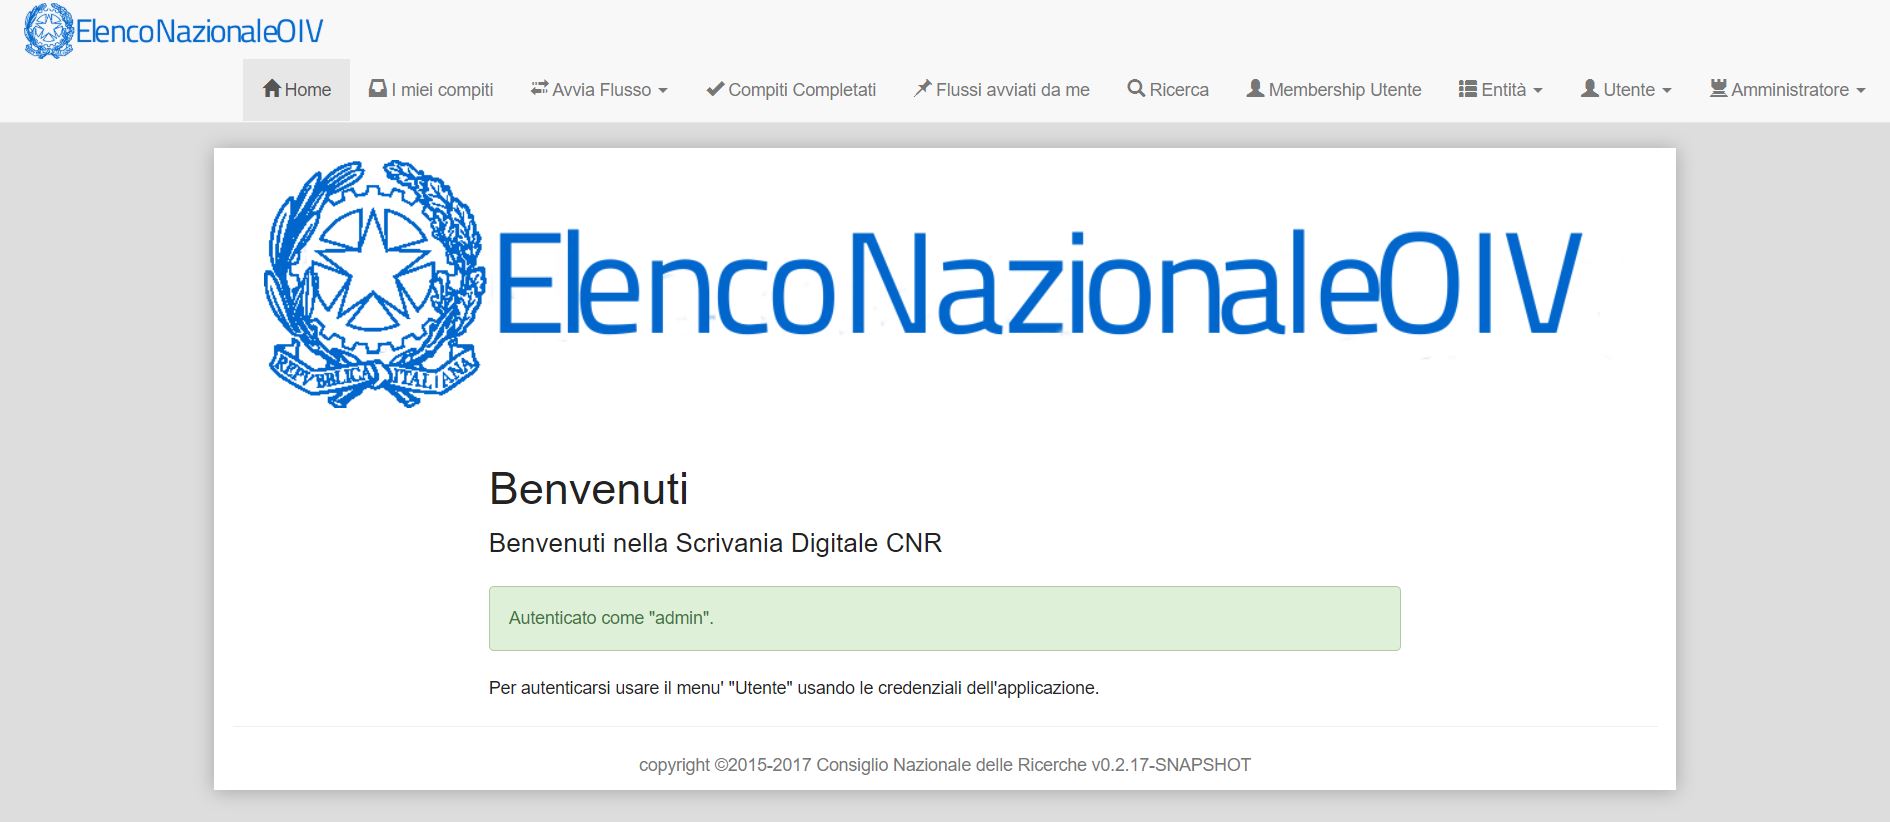 ElencoNazionaleOIV
Home I miei compiti Avvia Flusso Compiti Completati Flussi avviati da me Ricerca Membership Utente Entità Utente Amministratore
ElencoNazionaleOIV
REPVBBLICA ITALIANA
Benvenuti
Benvenuti nella Scrivania Digitale CNR
Autenticato come "admin".
Per autenticarsi usare il menu' "Utente" usando le credenziali dell'applicazione.
copyright ©2015-2017 Consiglio Nazionale delle Ricerche v0.2.17-SNAPSHOT